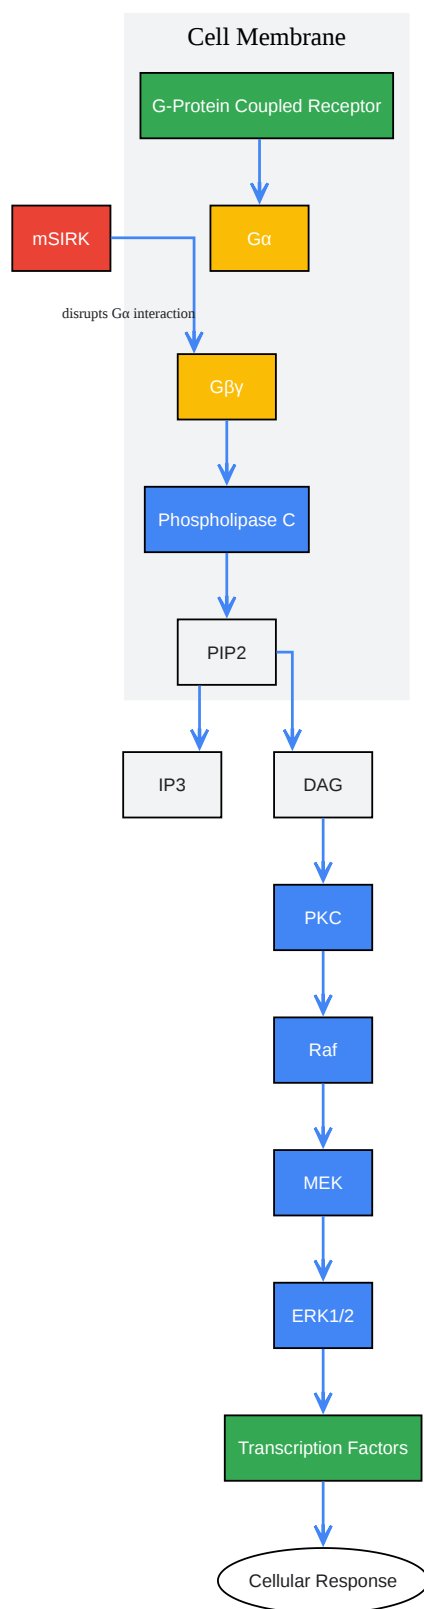 Cell Membrane
G-Protein Coupled Receptor
mSIRK
Gα
disrupts Gα interaction
Gβγ
Phospholipase C
PIP2
IP3
DAG
PKC
Raf
MEK
ERK1/2
Transcription Factors
Cellular Response